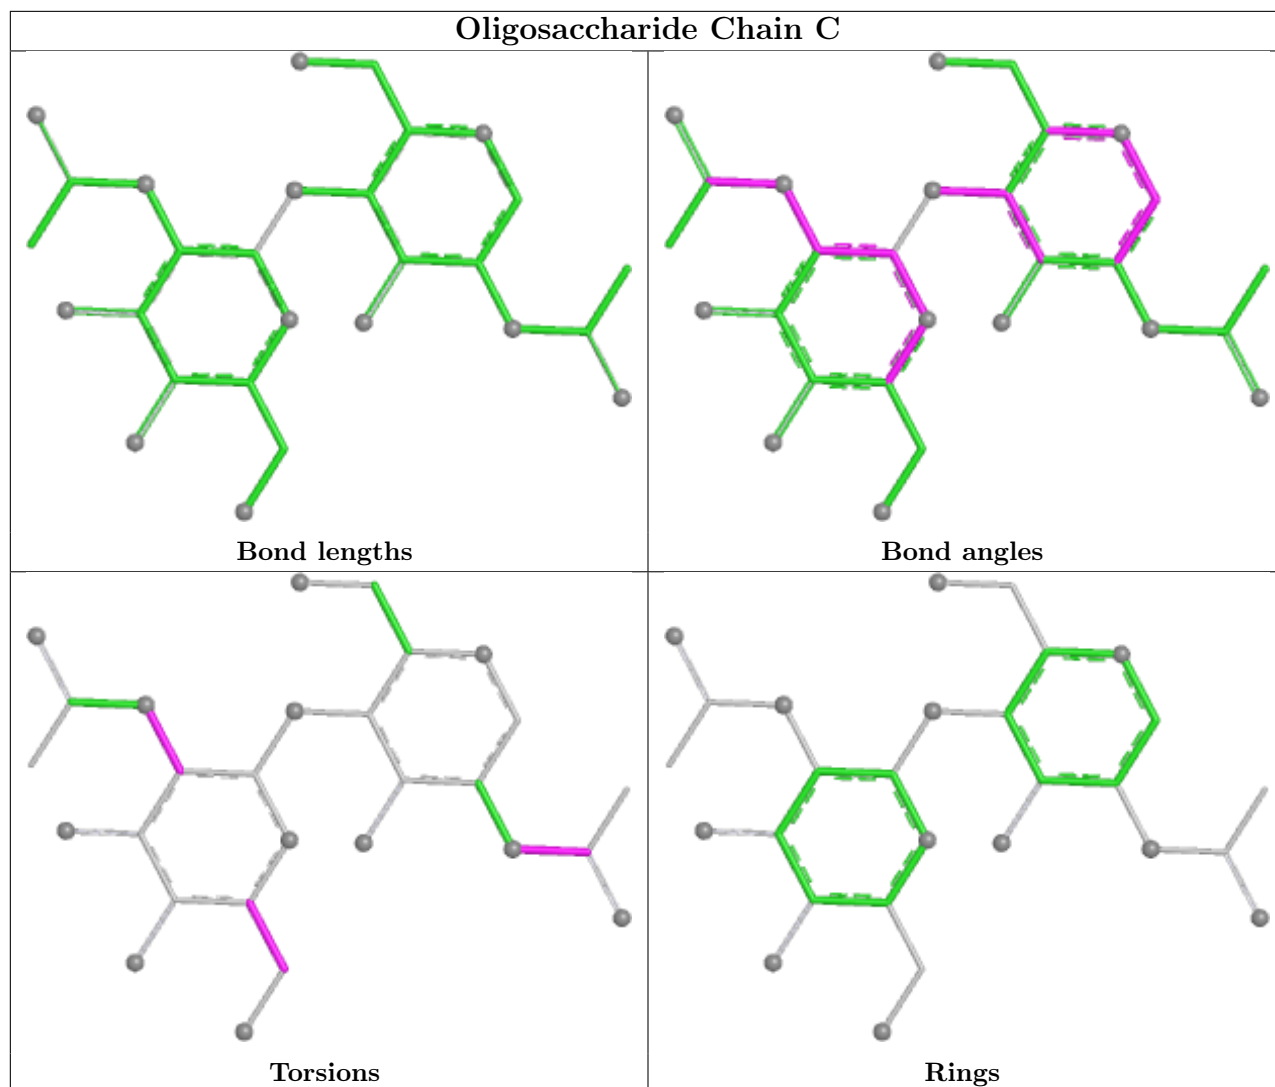 Oligosaccharide Chain C
Bond lengths
Bond angles
Torsions
Rings